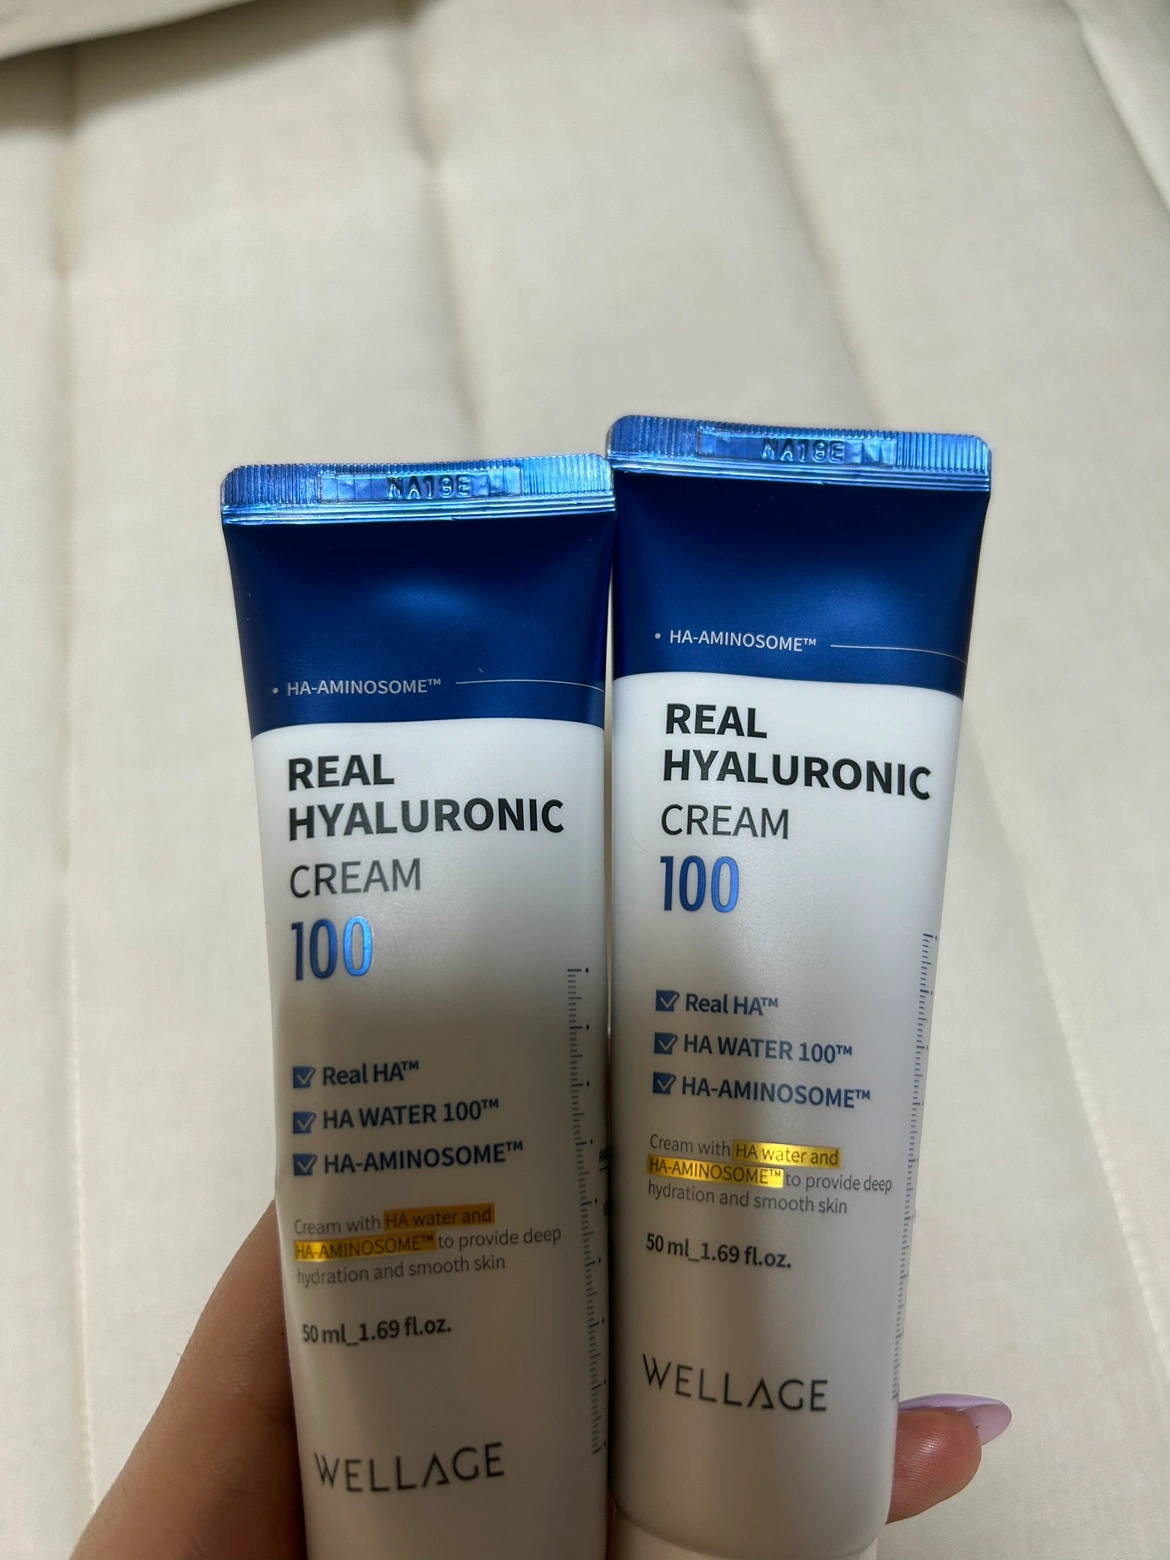 NA19E
HA-AMINOSOME™
REAL
HYALURONIC
CREAM
100
Real HA™
HA WATER 100™
HA-AMINOSOME™
Cream with HA water and
HA-AMINOSOME™ to provide deep
hydration and smooth skin
50 ml_1.69 fl.oz.
WELLAGE
NA19E
HA-AMINOSOME™
REAL
HYALURONIC
CREAM
100
Real HA™
HA WATER 100™
HA-AMINOSOME™
Cream with HA water and
HA-AMINOSOME™ to provide deep
hydration and smooth skin
50 ml_1.69 fl.oz.
WELLAGE